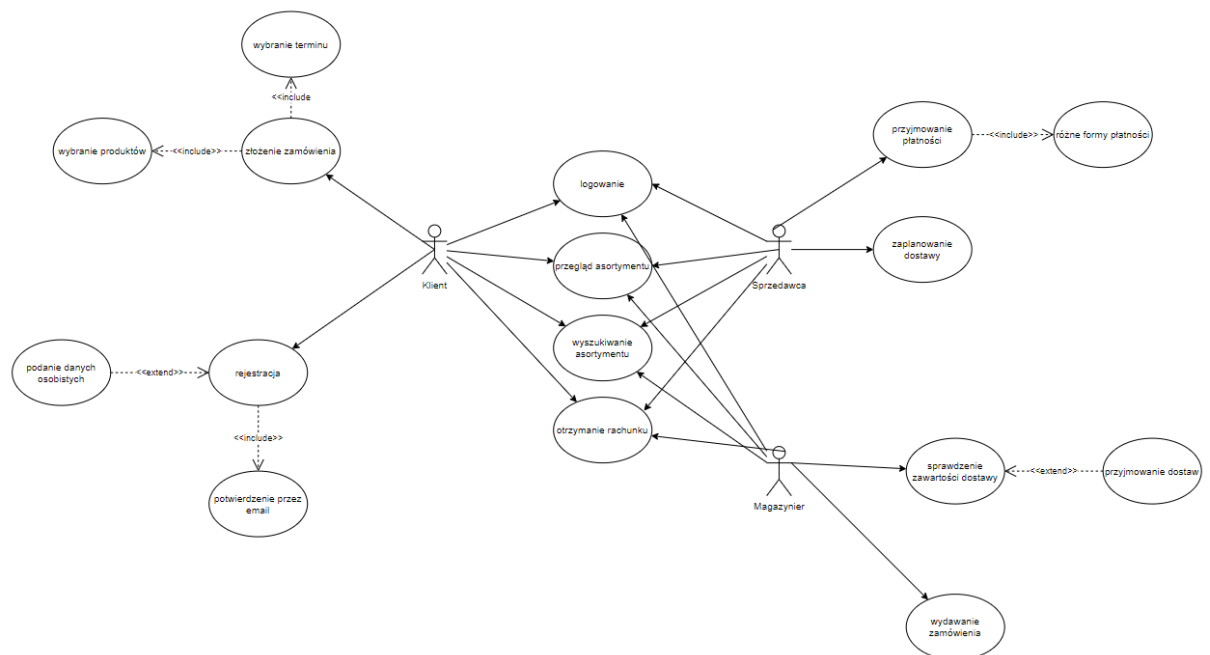 wybranie terminu
<<include
wybranie produktów
<<include>>
złożenie zamówienia
przyjmowanie
płatności
<<include>>
różne formy płatności
logowanie
zaplanowanie
dostawy
przegląd asortymentu
Klient
Sprzedawca
wyszukiwanie
asortymentu
podanie danych
osobistych
<<extend>>
rejestracja
otrzymanie rachunku
<<include>>
sprawdzenie
zawartości dostawy
<<extend>>
przyjmowanie dostaw
potwierdzenie przez
email
Magazynier
wydawanie
zamówienia